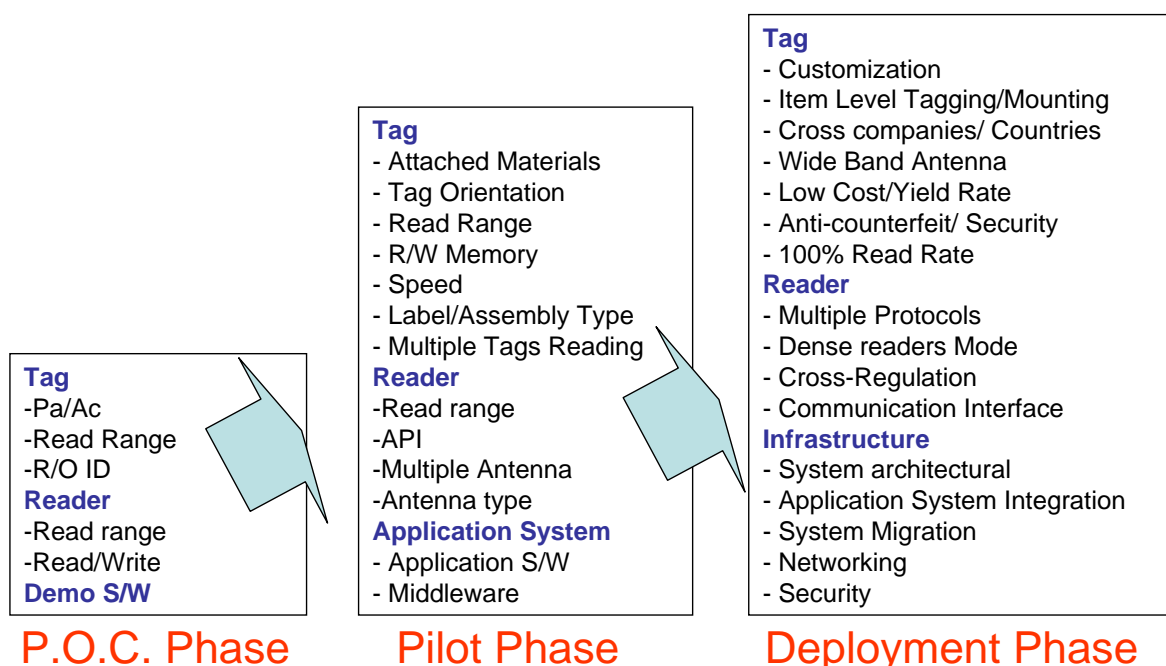 Tag
-Pa/Ac
-Read Range
-R/O ID
Reader
-Read range
-Read/Write
Demo S/W
P.O.C. Phase
Tag
- Attached Materials
- Tag Orientation
- Read Range
- R/W Memory
- Speed
- Label/Assembly Type
- Multiple Tags Reading
Reader
-Read range
-API
-Multiple Antenna
-Antenna type
Application System
- Application S/W
- Middleware
Pilot Phase
Tag
- Customization
- Item Level Tagging/Mounting
- Cross companies/ Countries
- Wide Band Antenna
- Low Cost/Yield Rate
- Anti-counterfeit/ Security
- 100% Read Rate
Reader
- Multiple Protocols
- Dense readers Mode
- Cross-Regulation
- Communication Interface
Infrastructure
- System architectural
- Application System Integration
- System Migration
- Networking
- Security
Deployment Phase